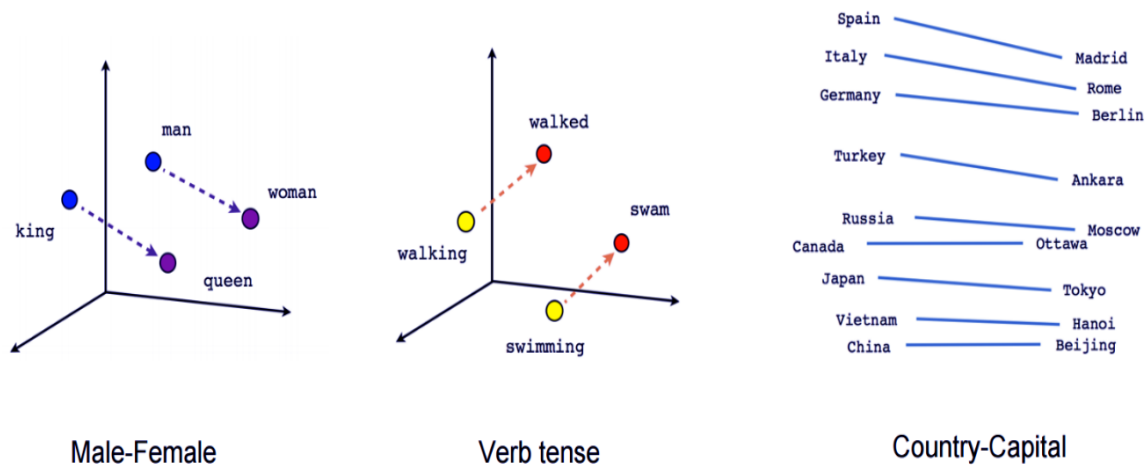 man
woman
king
queen
Male-Female
walked
swam
walking
swimming
Verb tense
Spain
Madrid
Italy
Rome
Germany
Berlin
Turkey
Ankara
Russia
Moscow
Canada
Ottawa
Japan
Tokyo
Vietnam
Hanoi
China
Beijing
Country-Capital